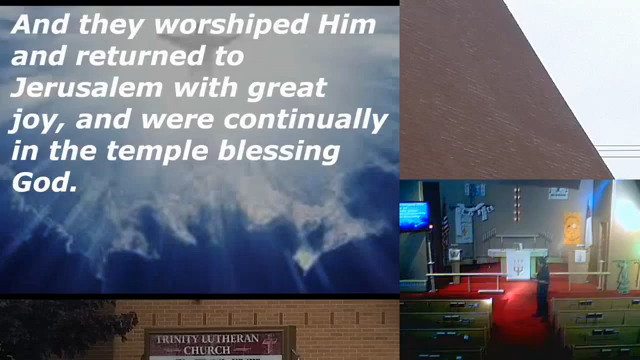 And they worshiped Him
and returned to
Jerusalem with great
joy, and were continually
in the temple blessing
God.
TRINITY LUTHERAN
CHURCH